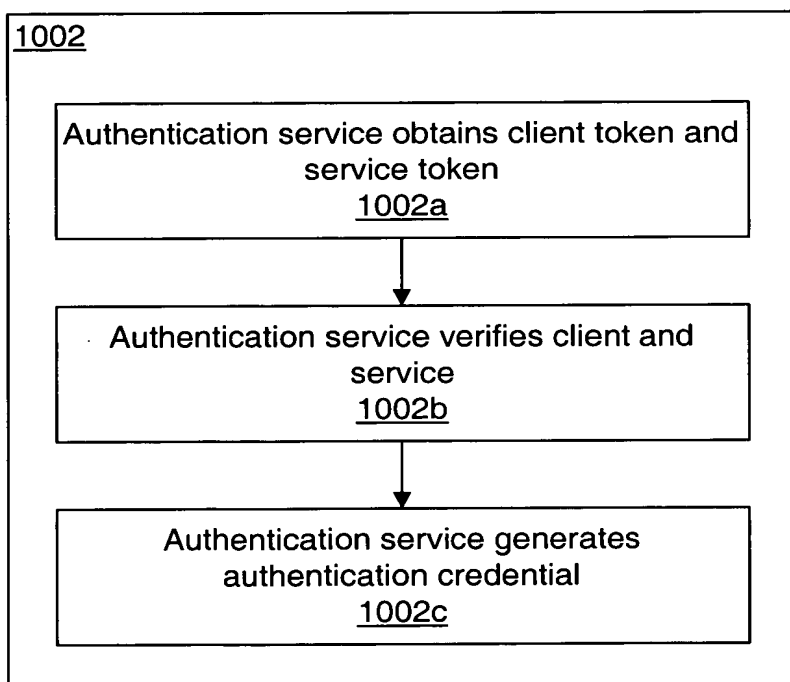 1002
Authentication service obtains client token and
service token
1002a
Authentication service verifies client and
service
1002b
Authentication service generates
authentication credential
1002c